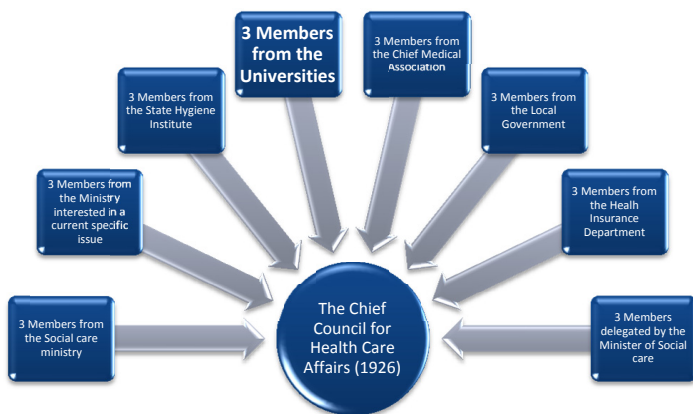 3 Members from
the Social care
ministry
3 Members from
the Ministry
interested in a
current specific
issue
3 Members from
the State Hygiene
Institute
3 Members
from the
Universities
3 Members from
the Chief Medical
Association
3 Members from
the Local
Government
3 Members from
the Healh
Insurance
Department
3 Members
delegated by the
Minister of Social
care
The Chief
Council for
Health Care
Affairs (1926)